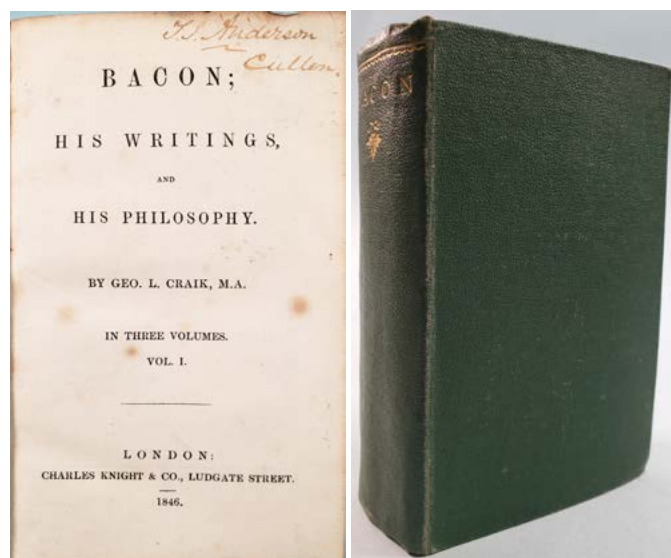 T.S. Anderson
Cullen.
BACON;
HIS WRITINGS,
AND
HIS PHILOSOPHY.
BY GEO. L. CRAIK, M.A.
IN THREE VOLUMES.
VOL. I.
LONDON:
CHARLES KNIGHT & CO., LUDGATE STREET.
1846.
ACON